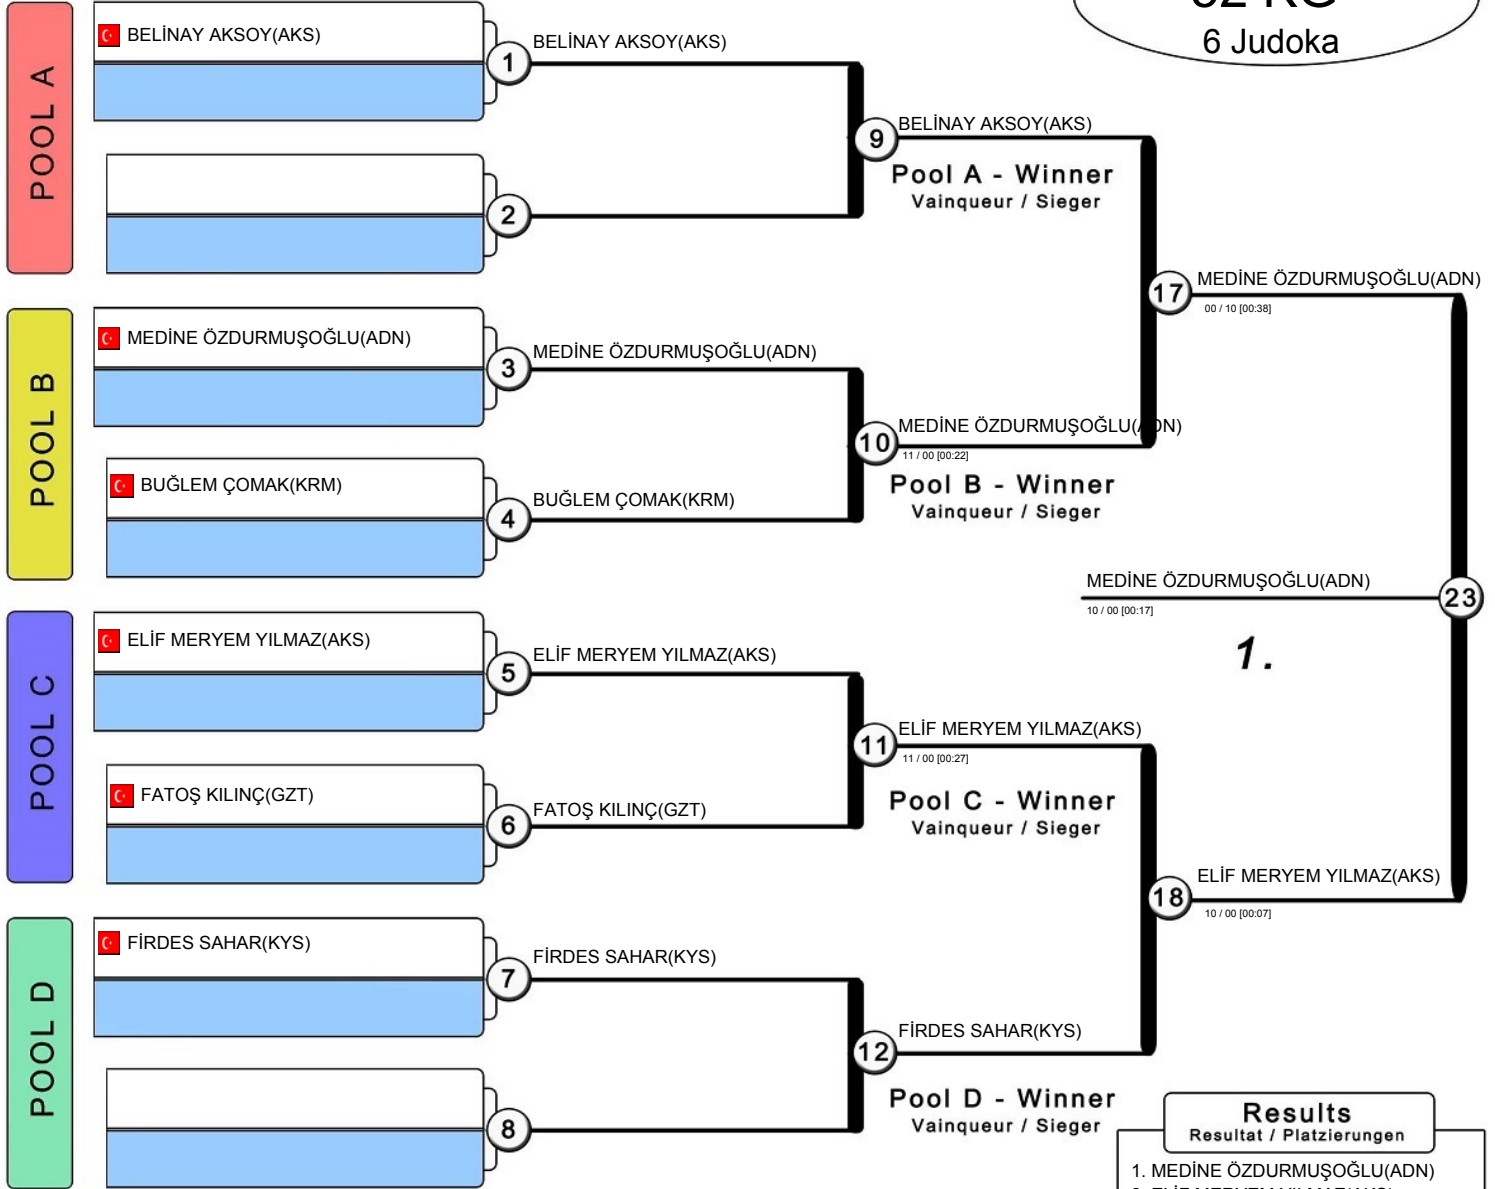 6 Judoka
POOL A
BELİNAY AKSOY(AKS)
1
BELİNAY AKSOY(AKS)
2
9
BELİNAY AKSOY(AKS)
Pool A - Winner
Vainqueur / Sieger
POOL B
MEDİNE ÖZDURMUŞOĞLU(ADN)
3
MEDİNE ÖZDURMUŞOĞLU(ADN)
BUĞLEM ÇOMAK(KRM)
4
BUĞLEM ÇOMAK(KRM)
10
MEDİNE ÖZDURMUŞOĞLU(ADN)
11 / 00 [00:22]
Pool B - Winner
Vainqueur / Sieger
17
MEDİNE ÖZDURMUŞOĞLU(ADN)
00 / 10 [00:38]
POOL C
ELİF MERYEM YILMAZ(AKS)
5
ELİF MERYEM YILMAZ(AKS)
FATOŞ KILINÇ(GZT)
6
FATOŞ KILINÇ(GZT)
11
ELİF MERYEM YILMAZ(AKS)
11 / 00 [00:27]
Pool C - Winner
Vainqueur / Sieger
POOL D
FİRDES SAHAR(KYS)
7
FİRDES SAHAR(KYS)
8
12
FİRDES SAHAR(KYS)
Pool D - Winner
Vainqueur / Sieger
18
ELİF MERYEM YILMAZ(AKS)
10 / 00 [00:07]
MEDİNE ÖZDURMUŞOĞLU(ADN)
23
10 / 00 [00:17]
1.
Results
Resultat / Platzierungen
1. MEDİNE ÖZDURMUŞOĞLU(ADN)